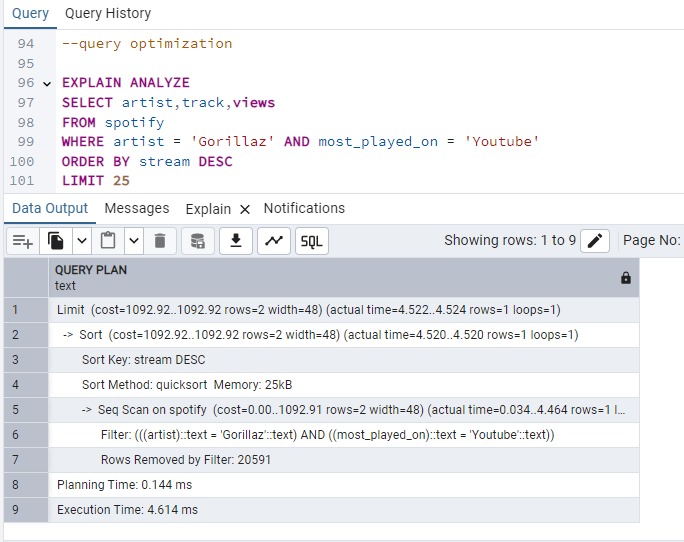 Query Query History
94 --query optimization
95
96 EXPLAIN ANALYZE
97 SELECT artist,track,views
98 FROM spotify
99 WHERE artist = 'Gorillaz' AND most_played_on = 'Youtube'
100 ORDER BY stream DESC
101 LIMIT 25
Data Output Messages Explain × Notifications
SQL Showing rows: 1 to 9 Page No:
QUERY PLAN
text
1 Limit (cost=1092.92..1092.92 rows=2 width=48) (actual time=4.522..4.524 rows=1 loops=1)
2 -> Sort (cost=1092.92..1092.92 rows=2 width=48) (actual time=4.520..4.520 rows=1 loops=1)
3 Sort Key: stream DESC
4 Sort Method: quicksort Memory: 25kB
5 -> Seq Scan on spotify (cost=0.00..1092.91 rows=2 width=48) (actual time=0.034..4.464 rows=1 l...
6 Filter: (((artist)::text = 'Gorillaz'::text) AND ((most_played_on)::text = 'Youtube'::text))
7 Rows Removed by Filter: 20591
8 Planning Time: 0.144 ms
9 Execution Time: 4.614 ms